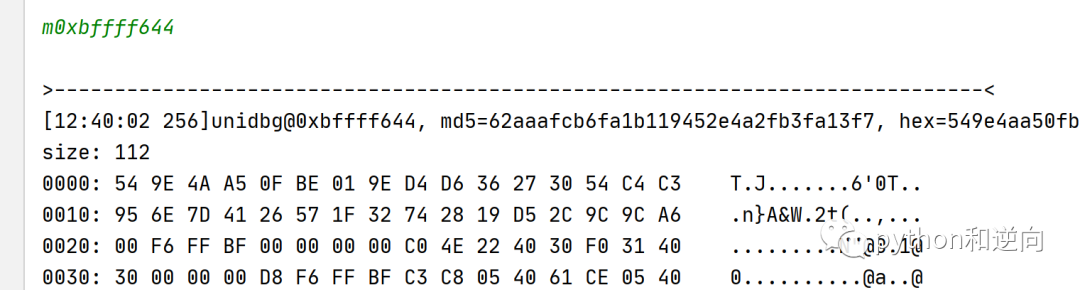 m0xbffff644
>-----------------------------------------------------------------------------<
[12:40:02 256]unidbg@0xbffff644, md5=62aaafcb6fa1b119452e4a2fb3fa13f7, hex=549e4aa50fb
size: 112
0000: 54 9E 4A A5 0F BE 01 9E D4 D6 36 27 30 54 C4 C3    T.J.......6'0T..
0010: 95 6E 7D 41 26 57 1F 32 74 28 19 D5 2C 9C 9C A6    .n}A&W.2t(..,...
0020: 00 F6 FF BF 00 00 00 00 C0 4E 22 40 30 F0 31 40    .........N"@0.1@
0030: 30 00 00 00 D8 F6 FF BF C3 C8 05 40 61 CE 05 40    0..........@a..@
python和逆向